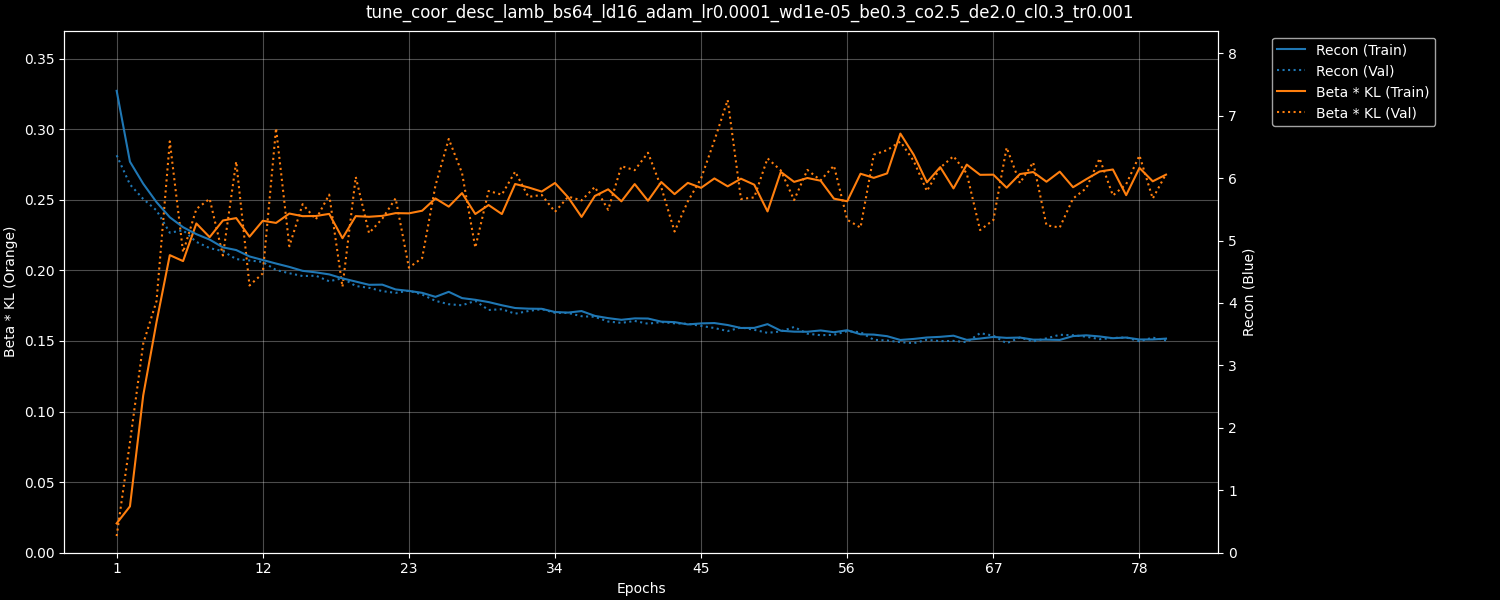 tune_coor_desc_lamb_bs64_ld16_adam_lr0.0001_wd1e-05_be0.3_co2.5_de2.0_cl0.3_tr0.001
Recon (Train)
Recon (Val)
Beta * KL (Train)
Beta * KL (Val)
Beta * KL (Orange)
0.35
0.30
0.25
0.20
0.15
0.10
0.05
0.00
8
7
6
5
4
3
2
1
0
Recon (Blue)
1 12 23 34 45 56 67 78
Epochs